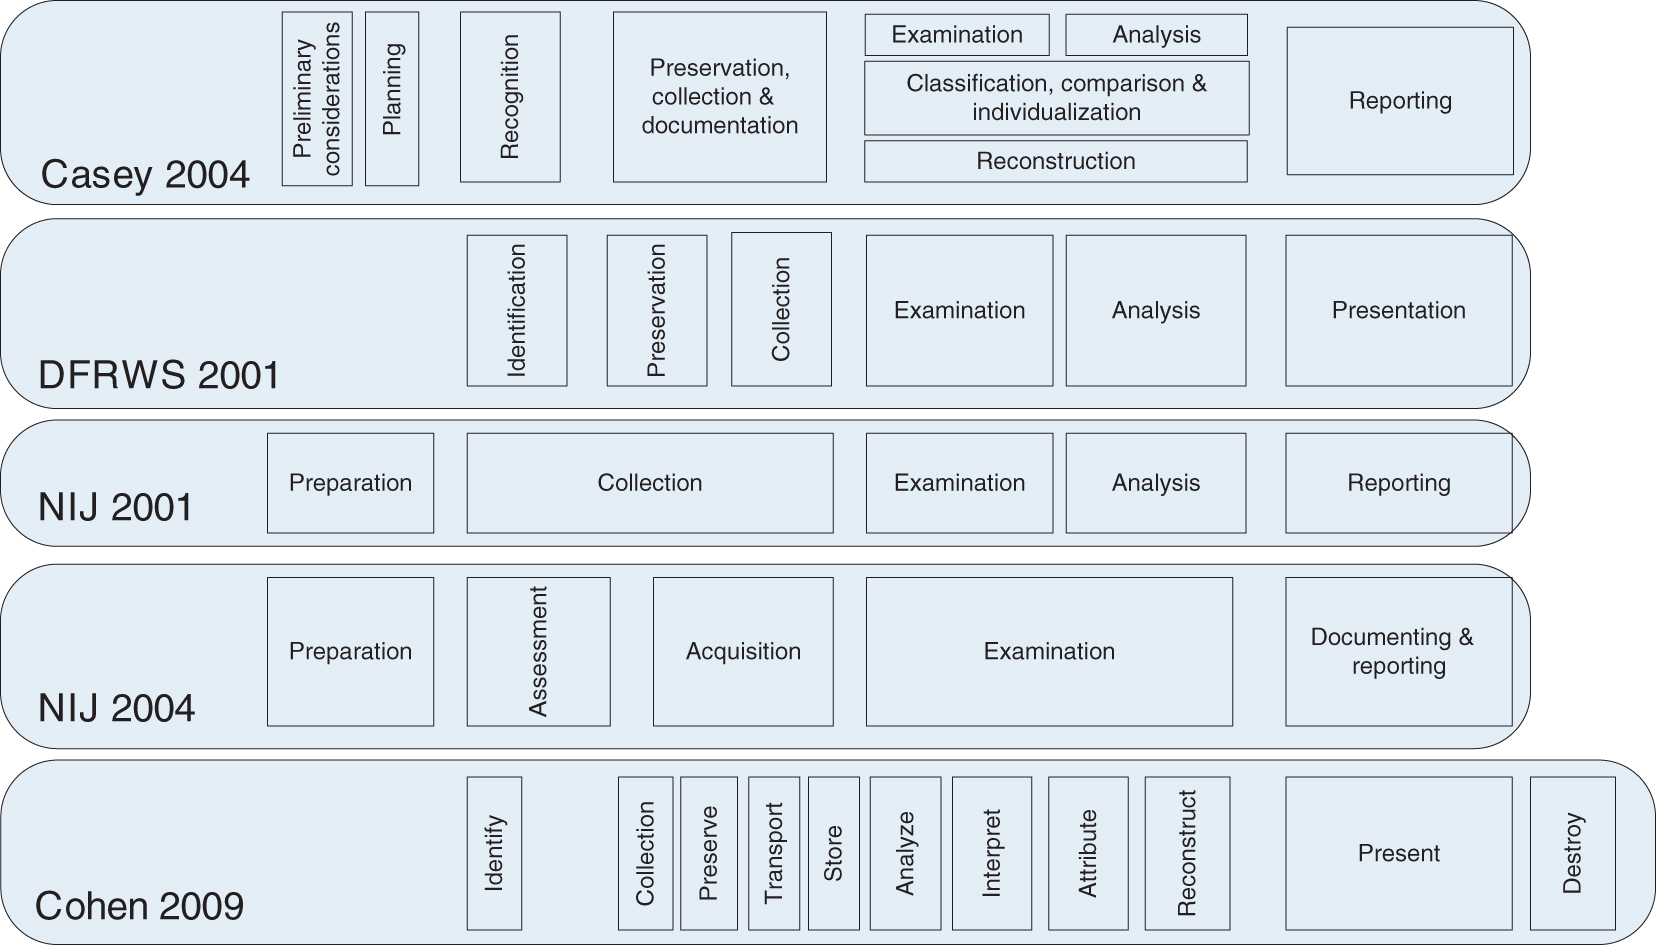 Casey 2004
Preliminary
considerations
Planning
Recognition
Preservation,
collection &
documentation
Examination
Analysis
Classification, comparison &
individualization
Reconstruction
Reporting
DFRWS 2001
Identification
Preservation
Collection
Examination
Analysis
Presentation
NIJ 2001
Preparation
Collection
Examination
Analysis
Reporting
NIJ 2004
Preparation
Assessment
Acquisition
Examination
Documenting &
reporting
Cohen 2009
Identify
Collection
Preserve
Transport
Store
Analyze
Interpret
Attribute
Reconstruct
Present
Destroy